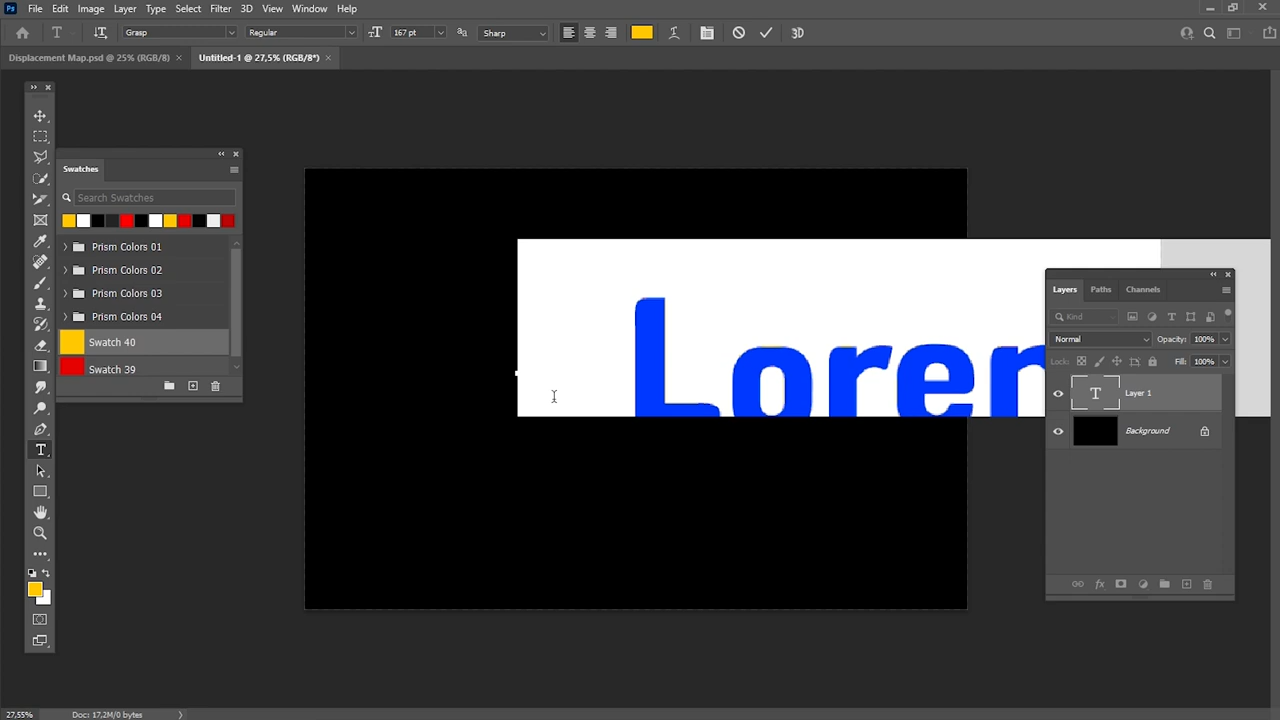 Ps File Edit Image Layer Type Select Filter 3D View Window Help
T Grasp Regular 167 pt Sharp 3D
Displacement Map.psd @ 25% (RGB/8) × Untitled-1 @ 27,5% (RGB/8*) ×
Swatches
Search Swatches
Prism Colors 01
Prism Colors 02
Prism Colors 03
Prism Colors 04
Swatch 40
Swatch 39
Lorem
Layers Paths Channels
Kind
Normal Opacity: 100%
Lock: Fill: 100%
T Layer 1
Background
fx
27,55% Doc: 17,2M/0 bytes